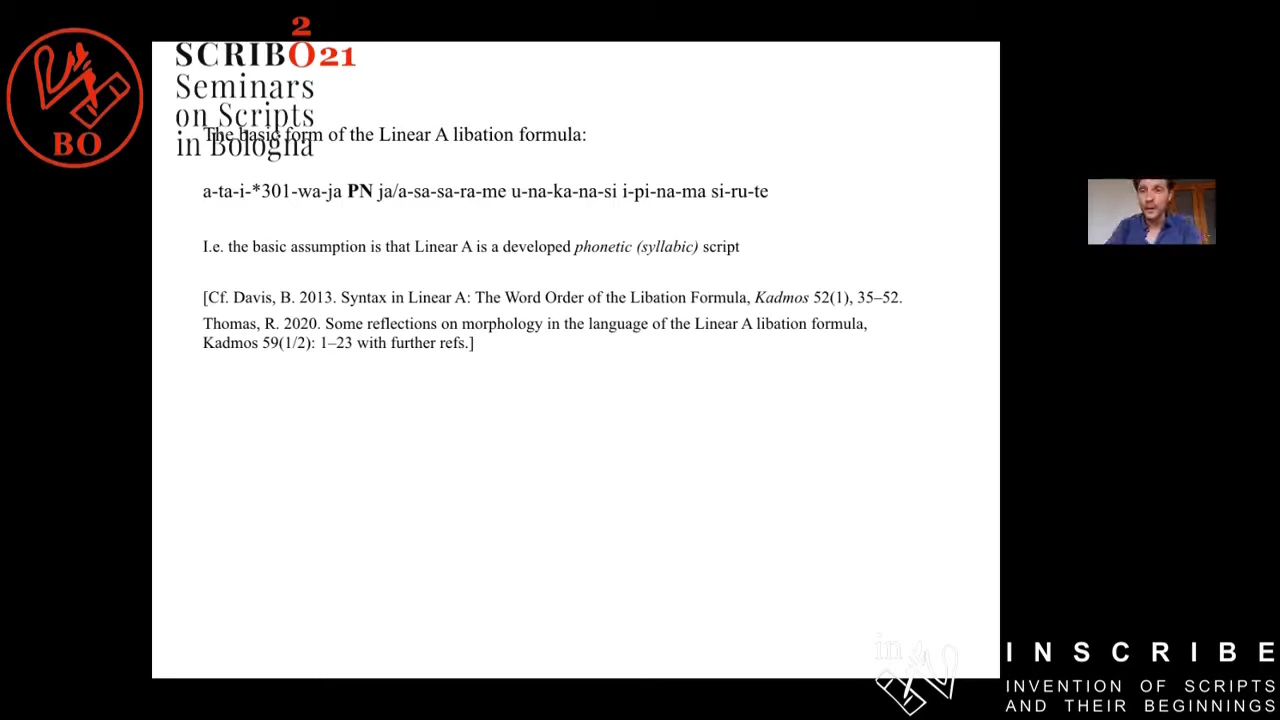 2
SCRIBO21
Seminars
on Scripts
in Bologna
BO
The basic form of the Linear A libation formula:
a-ta-i-*301-wa-ja PN ja/a-sa-sa-ra-me u-na-ka-na-si i-pi-na-ma si-ru-te
I.e. the basic assumption is that Linear A is a developed phonetic (syllabic) script
[Cf. Davis, B. 2013. Syntax in Linear A: The Word Order of the Libation Formula, Kadmos 52(1), 35–52.
Thomas, R. 2020. Some reflections on morphology in the language of the Linear A libation formula,
Kadmos 59(1/2): 1–23 with further refs.]
in
INSCRIBE
INVENTION OF SCRIPTS
AND THEIR BEGINNINGS